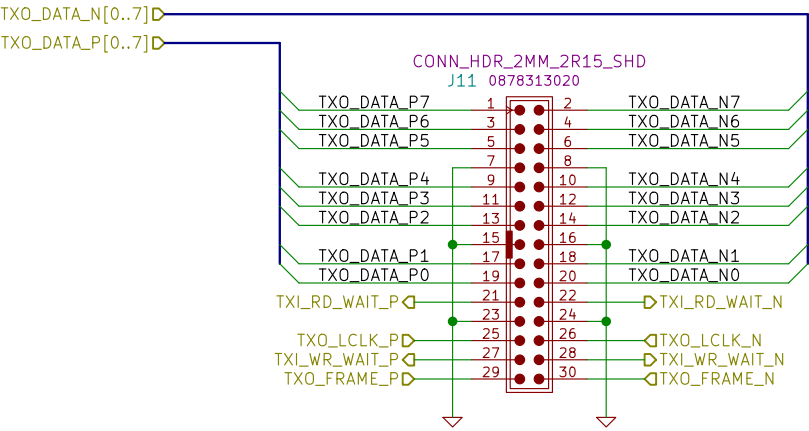 TXO_DATA_N[0..7]
TXO_DATA_P[0..7]
CONN_HDR_2MM_2R15_SHD
J11 0878313020
TXO_DATA_P7 1 2 TXO_DATA_N7
TXO_DATA_P6 3 4 TXO_DATA_N6
TXO_DATA_P5 5 6 TXO_DATA_N5
7 8
TXO_DATA_P4 9 10 TXO_DATA_N4
TXO_DATA_P3 11 12 TXO_DATA_N3
TXO_DATA_P2 13 14 TXO_DATA_N2
15 16
TXO_DATA_P1 17 18 TXO_DATA_N1
TXO_DATA_P0 19 20 TXO_DATA_N0
TXI_RD_WAIT_P 21 22 TXI_RD_WAIT_N
23 24
TXO_LCLK_P 25 26 TXO_LCLK_N
TXI_WR_WAIT_P 27 28 TXI_WR_WAIT_N
TXO_FRAME_P 29 30 TXO_FRAME_N